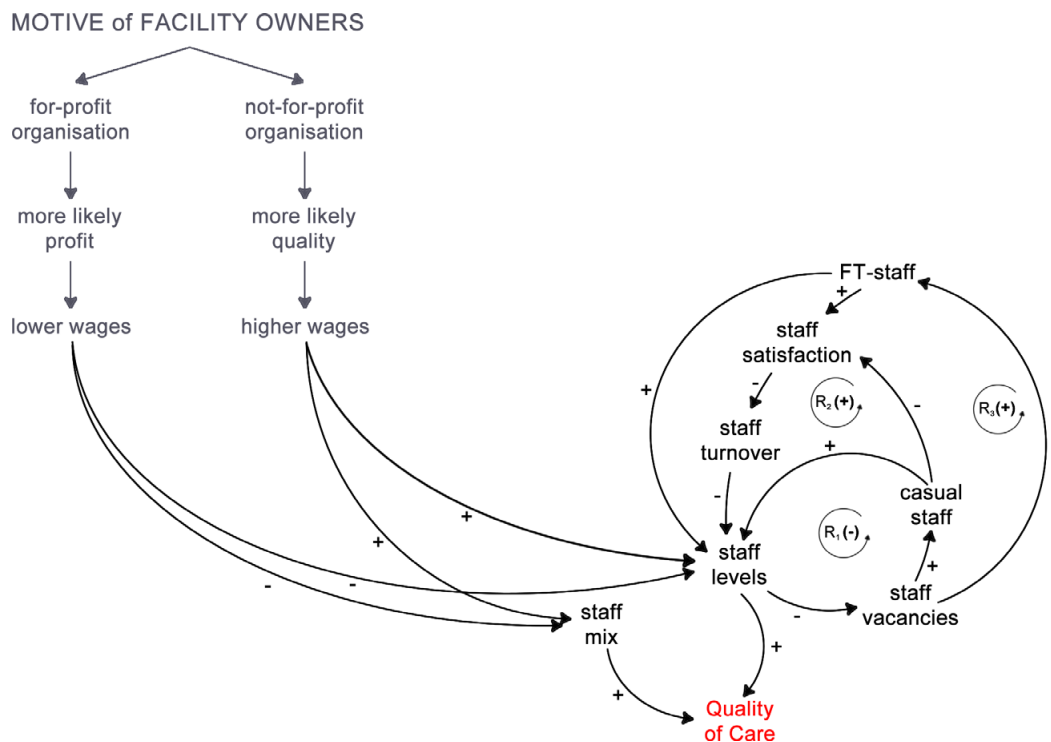 MOTIVE of FACILITY OWNERS
for-profit
organisation
not-for-profit
organisation
more likely
profit
more likely
quality
lower wages
higher wages
FT-staff
+
staff
satisfaction
-
+
R₂(+)
-
R₃(+)
staff
turnover
+
-
casual
staff
+
R₁(-)
+
staff
levels
+
-
-
staff
vacancies
-
staff
mix
+
+
Quality
of Care